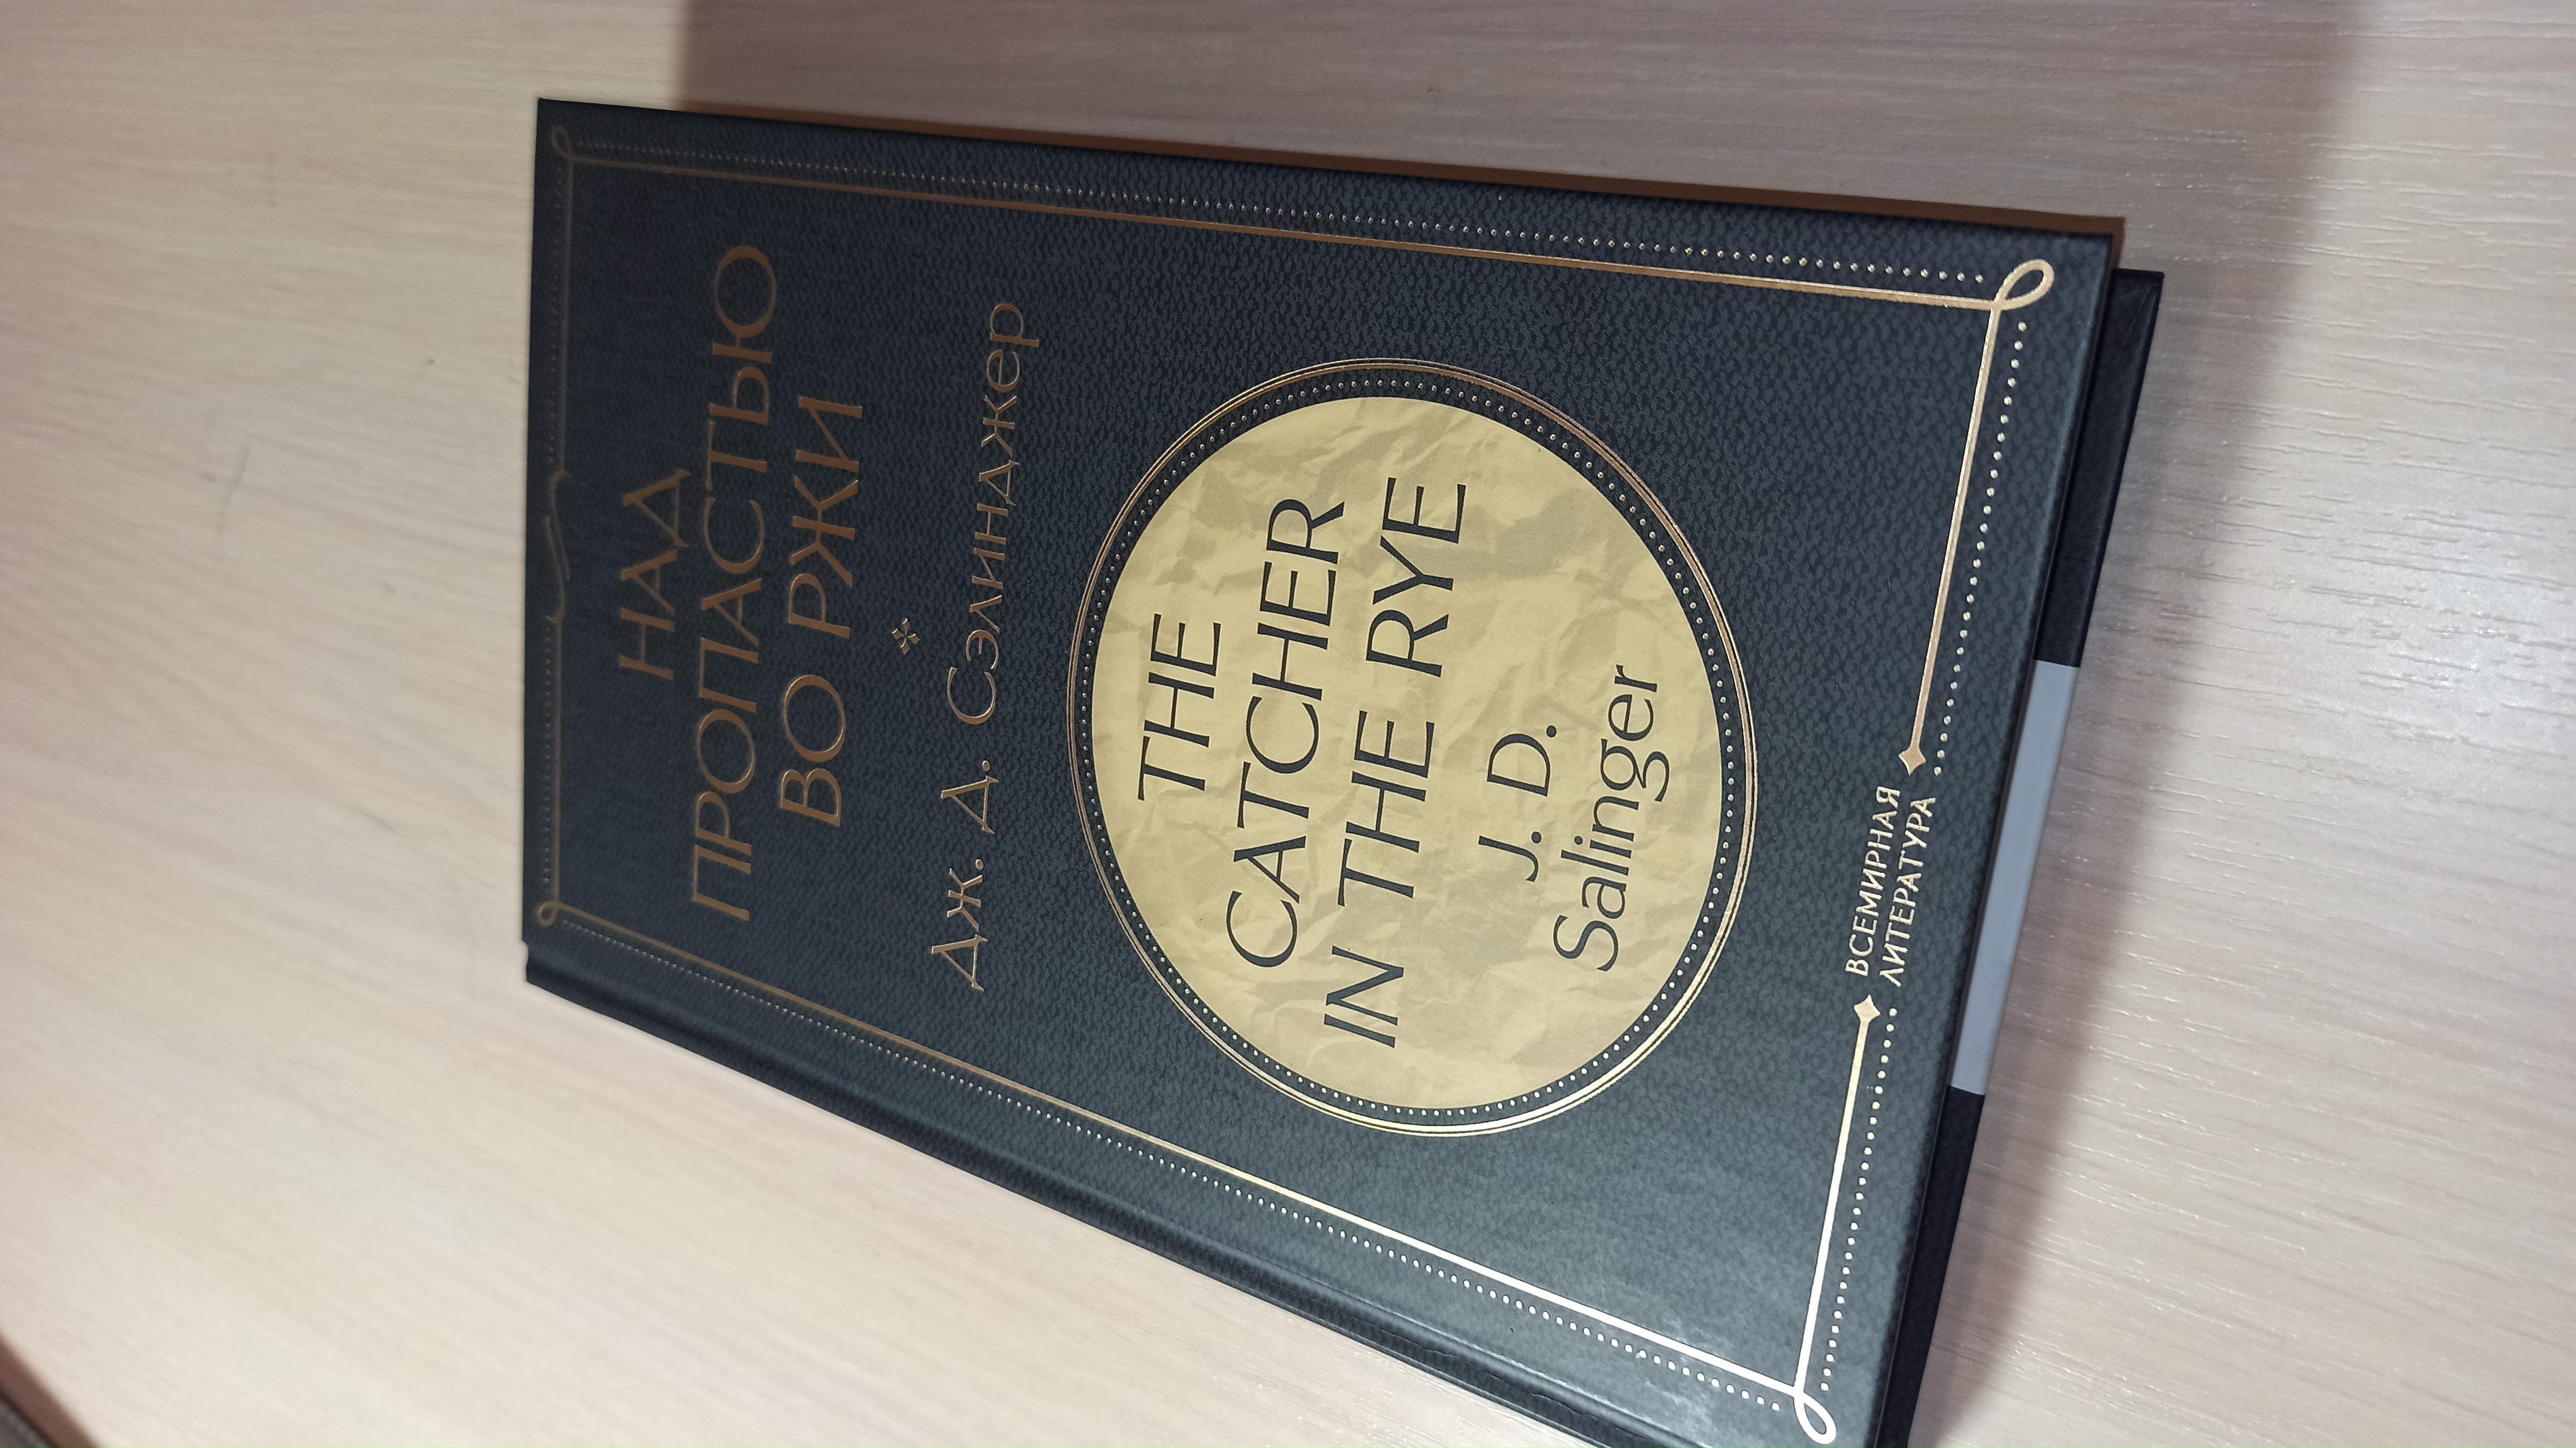 НАД
ПРОПАСТЬЮ
ВО РЖИ
Дж. Д. Сэлинджер
THE
CATCHER
IN THE RYE
J. D.
Salinger
ВСЕМИРНАЯ
ЛИТЕРАТУРА